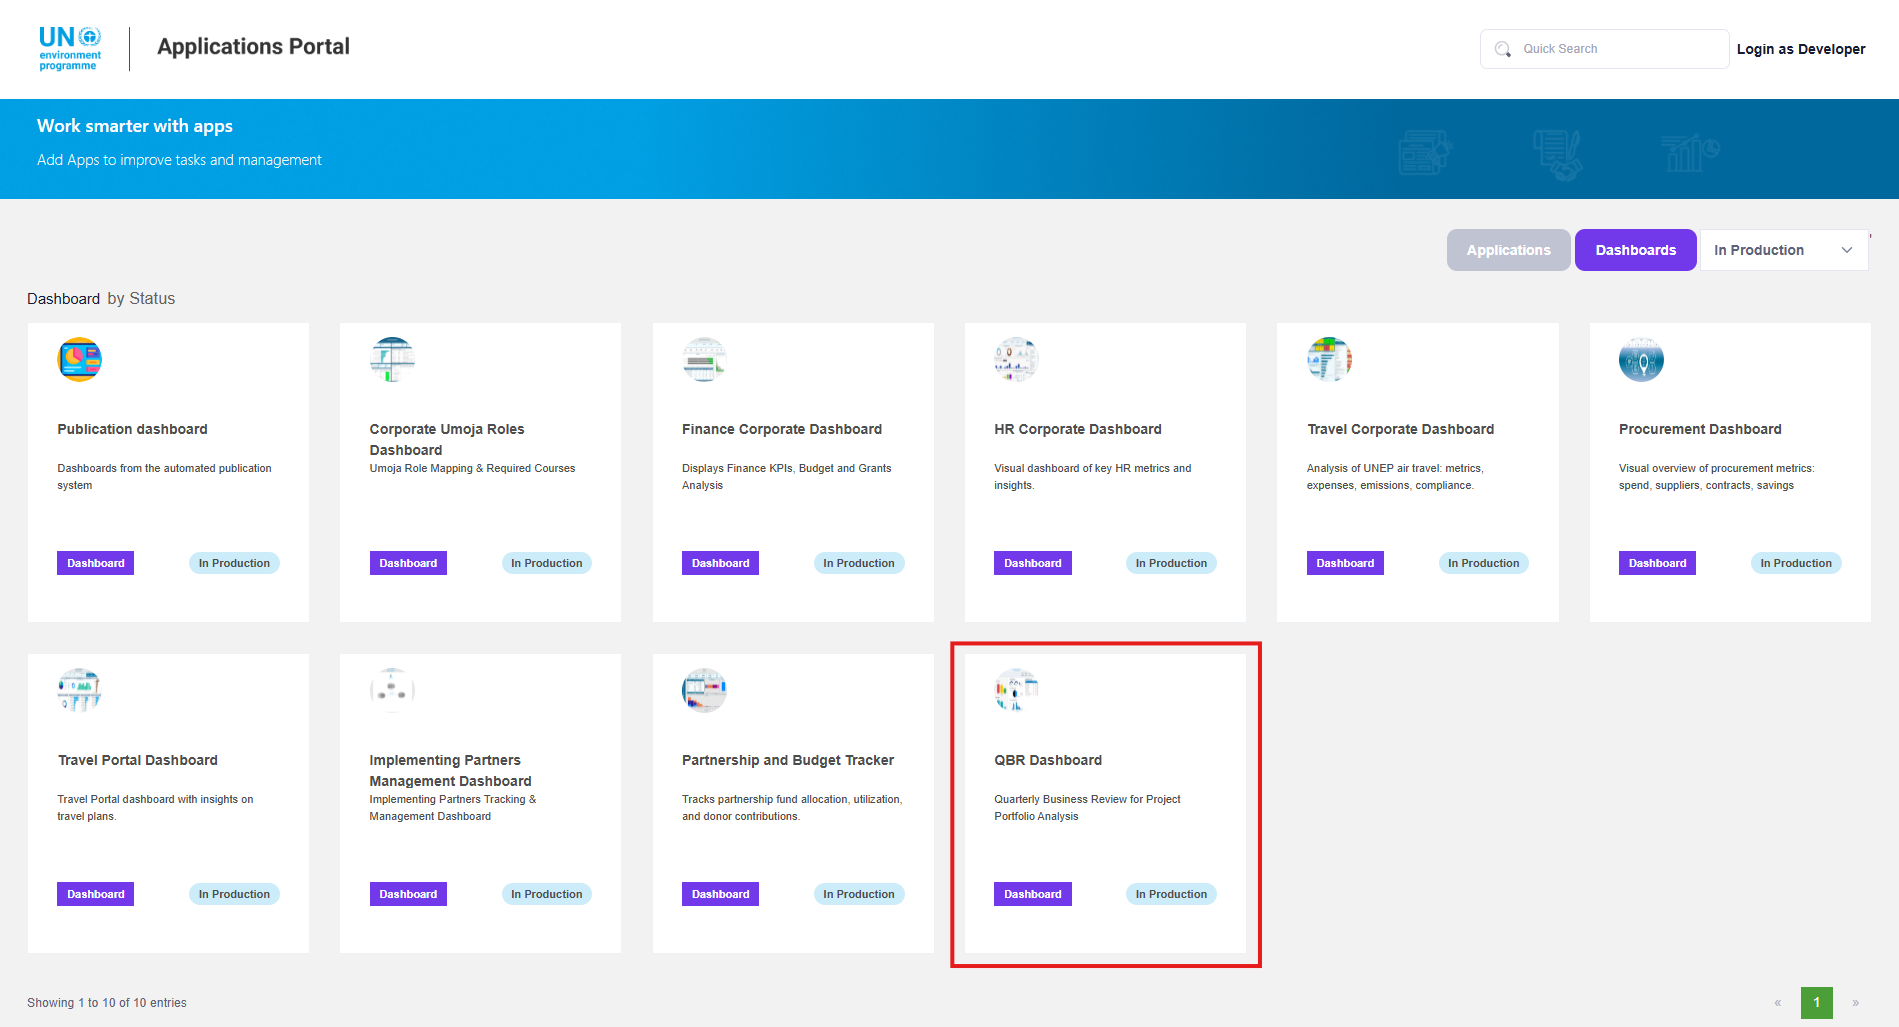 UN
environment
programme
Applications Portal
Quick Search
Login as Developer
Work smarter with apps
Add Apps to improve tasks and management
Applications
Dashboards
In Production
Dashboard by Status
Publication dashboard
Dashboards from the automated publication
system
Dashboard
In Production
Corporate Umoja Roles
Dashboard
Umoja Role Mapping & Required Courses
Dashboard
In Production
Finance Corporate Dashboard
Displays Finance KPIs, Budget and Grants
Analysis
Dashboard
In Production
HR Corporate Dashboard
Visual dashboard of key HR metrics and
insights.
Dashboard
In Production
Travel Corporate Dashboard
Analysis of UNEP air travel: metrics,
expenses, emissions, compliance.
Dashboard
In Production
Procurement Dashboard
Visual overview of procurement metrics:
spend, suppliers, contracts, savings
Dashboard
In Production
Travel Portal Dashboard
Travel Portal dashboard with insights on
travel plans.
Dashboard
In Production
Implementing Partners
Management Dashboard
Implementing Partners Tracking &
Management Dashboard
Dashboard
In Production
Partnership and Budget Tracker
Tracks partnership fund allocation, utilization,
and donor contributions.
Dashboard
In Production
QBR Dashboard
Quarterly Business Review for Project
Portfolio Analysis
Dashboard
In Production
Showing 1 to 10 of 10 entries
« 1 »